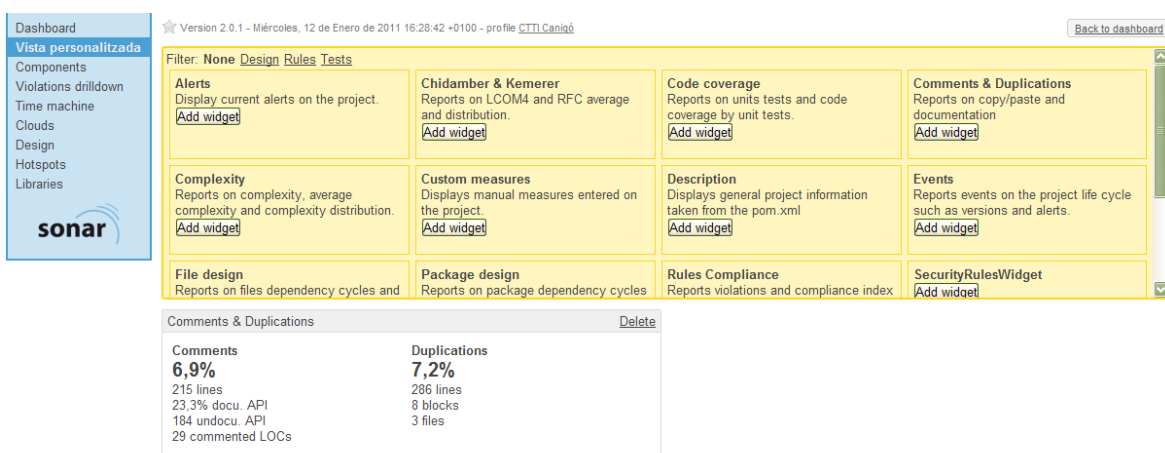 Dashboard
Vista personalitzada
Components
Violations drilldown
Time machine
Clouds
Design
Hotspots
Libraries
sonar
Version 2.0.1 - Miércoles, 12 de Enero de 2011 16:28:42 +0100 - profile CTTI Canigó
Back to dashboard
Filter: None Design Rules Tests
Alerts
Display current alerts on the project.
Add widget
Chidamber & Kemerer
Reports on LCOM4 and RFC average
and distribution.
Add widget
Code coverage
Reports on units tests and code
coverage by unit tests.
Add widget
Comments & Duplications
Reports on copy/paste and
documentation
Add widget
Complexity
Reports on complexity, average
complexity and complexity distribution.
Add widget
Custom measures
Displays manual measures entered on
the project.
Add widget
Description
Displays general project information
taken from the pom.xml
Add widget
Events
Reports events on the project life cycle
such as versions and alerts.
Add widget
File design
Reports on files dependency cycles and
Package design
Reports on package dependency cycles
Rules Compliance
Reports violations and compliance index
SecurityRulesWidget
Add widget
Comments & Duplications
Delete
Comments
6,9%
215 lines
23,3% docu. API
184 undocu. API
29 commented LOCs
Duplications
7,2%
286 lines
8 blocks
3 files